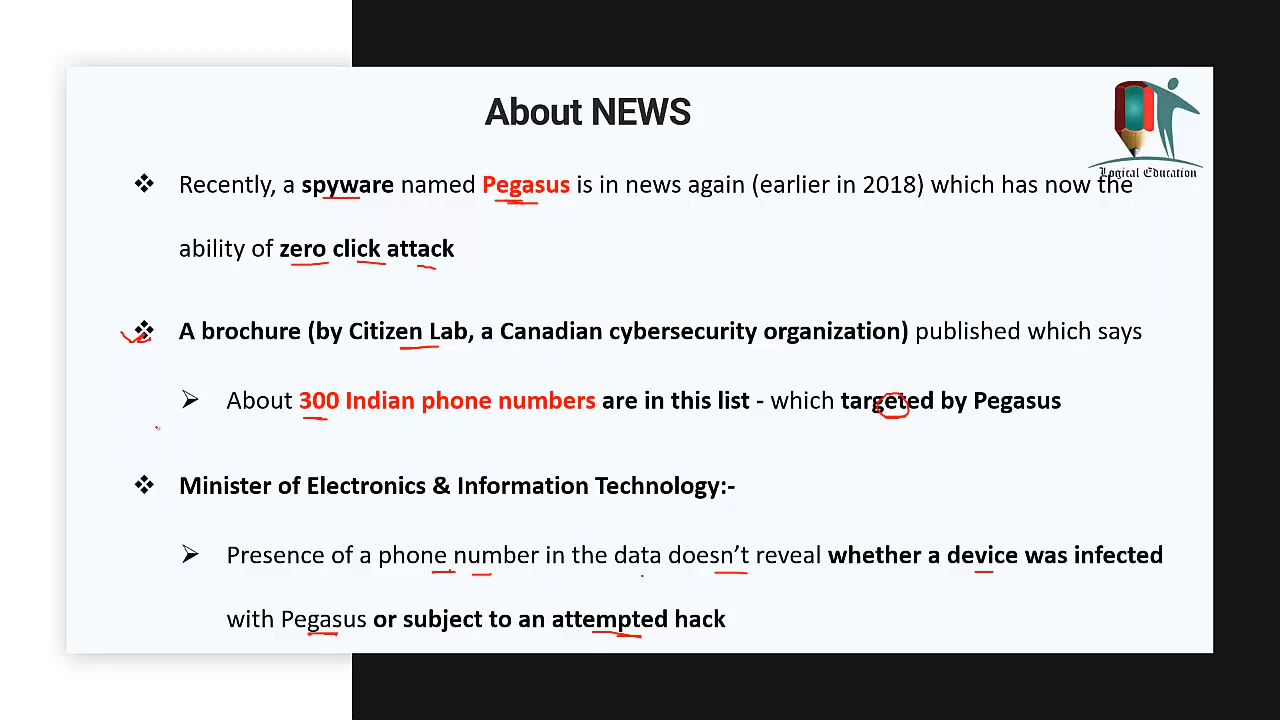 About NEWS
Logical Education
❖ Recently, a spyware named Pegasus is in news again (earlier in 2018) which has now the
ability of zero click attack
❖ A brochure (by Citizen Lab, a Canadian cybersecurity organization) published which says
➢ About 300 Indian phone numbers are in this list - which targeted by Pegasus
❖ Minister of Electronics & Information Technology:-
➢ Presence of a phone number in the data doesn't reveal whether a device was infected
with Pegasus or subject to an attempted hack